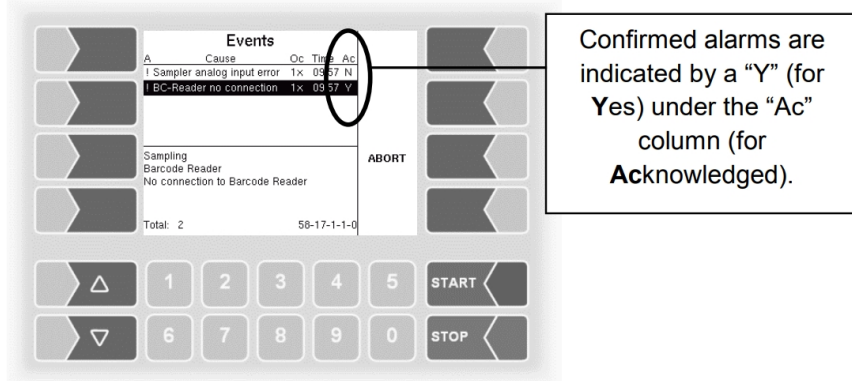 Events
A Cause Oc Time Ac
! Sampler analog input error 1x 09:57 N
! BC-Reader no connection 1x 09:57 Y
Sampling
Barcode Reader
No connection to Barcode Reader
ABORT
Total: 2 58-17-1-1-0
1 2 3 4 5 START
6 7 8 9 0 STOP
Confirmed alarms are
indicated by a “Y” (for
Yes) under the “Ac”
column (for
Acknowledged).